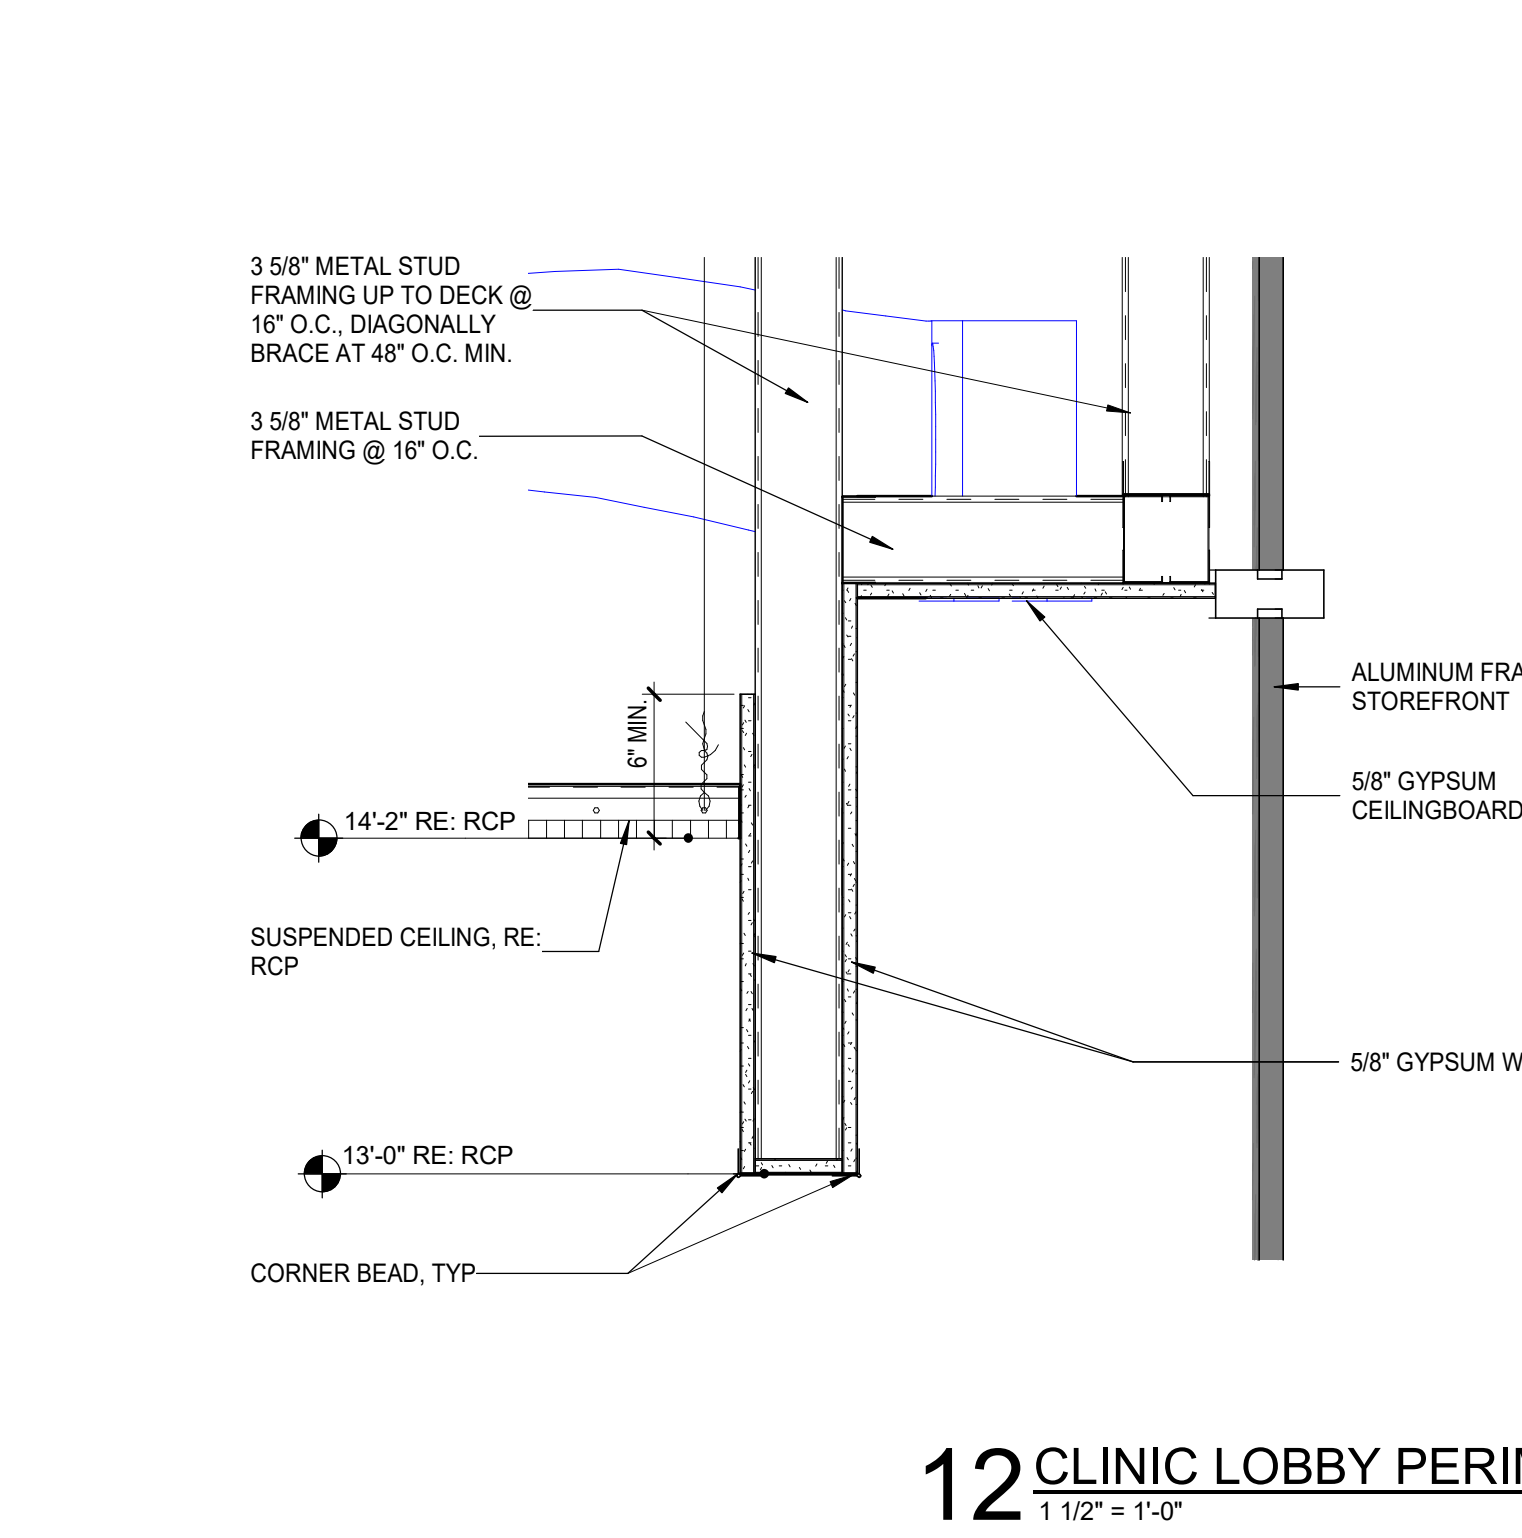 3 5/8" METAL STUD
FRAMING UP TO DECK @
16" O.C., DIAGONALLY
BRACE AT 48" O.C. MIN.
3 5/8" METAL STUD
FRAMING @ 16" O.C.
6" MIN.
14'-2" RE: RCP
SUSPENDED CEILING, RE:
RCP
13'-0" RE: RCP
CORNER BEAD, TYP
ALUMINUM FRA
STOREFRONT
5/8" GYPSUM
CEILINGBOARD
5/8" GYPSUM W
12 CLINIC LOBBY PERI
1 1/2" = 1'-0"